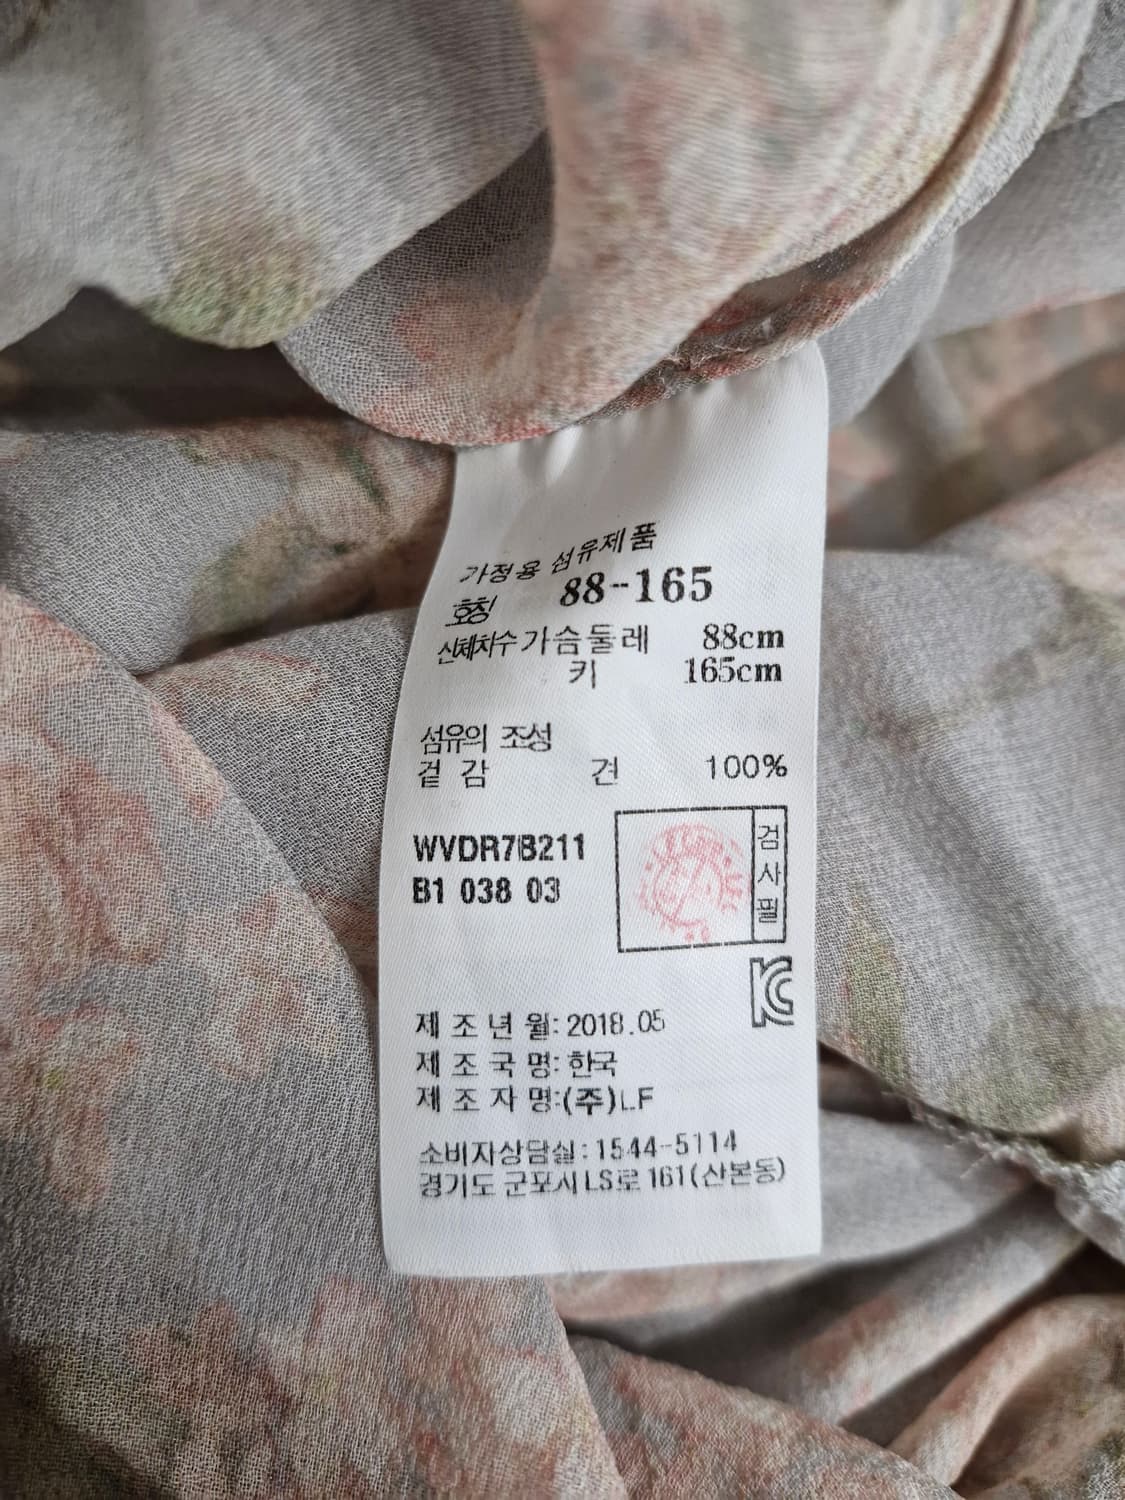 가정용 섬유제품
호칭 88-165
신체치수 가슴둘레 88cm
키 165cm
섬유의 조성
겉감 견 100%
WVDR7B211
B1 038 03
검사필
제조년월: 2018.05
제조국명: 한국
제조자명:(주)LF
소비자상담실: 1544-5114
경기도 군포시 LS로 161(산본동)